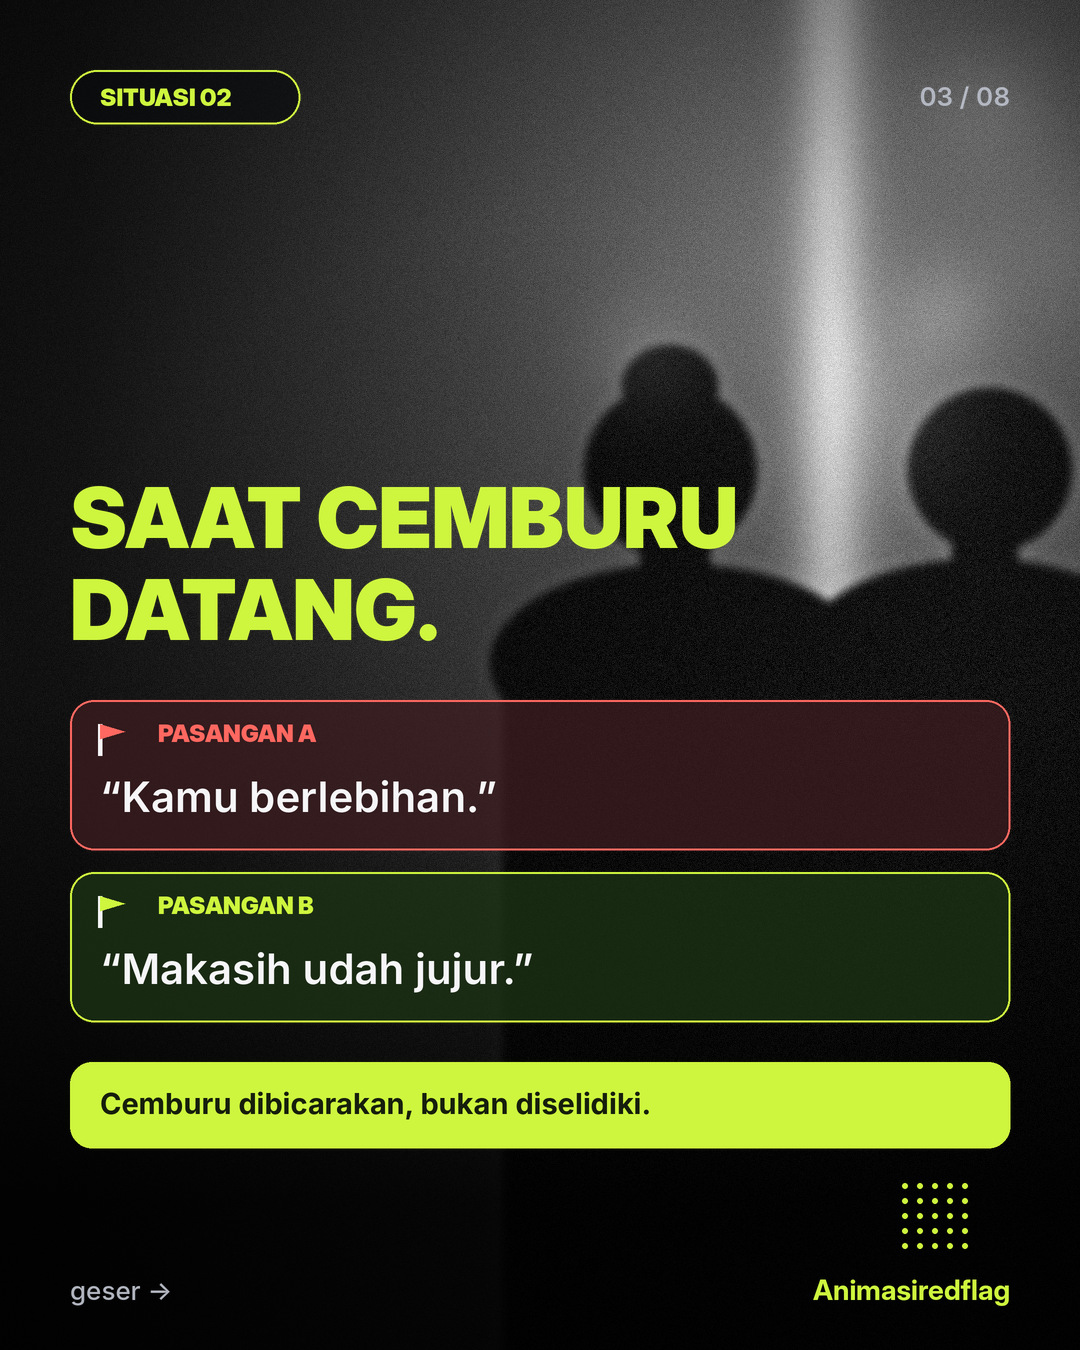 SITUASI 02
03 / 08
SAAT CEMBURU
DATANG.
PASANGAN A
“Kamu berlebihan.”
PASANGAN B
“Makasih udah jujur.”
Cemburu dibicarakan, bukan diselidiki.
geser →
Animasiredflag